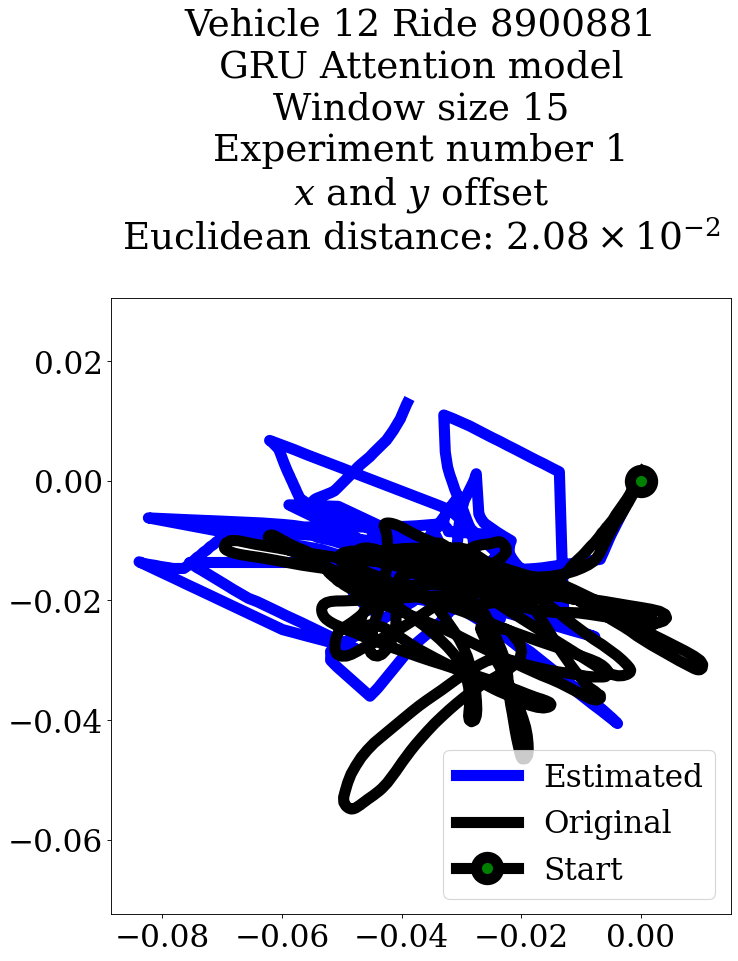 Vehicle 12 Ride 8900881
GRU Attention model
Window size 15
Experiment number 1
x and y offset
Euclidean distance: 2.08 × 10⁻²
0.02
0.00
−0.02
−0.04
−0.06
Estimated
Original
Start
−0.08 −0.06 −0.04 −0.02 0.00